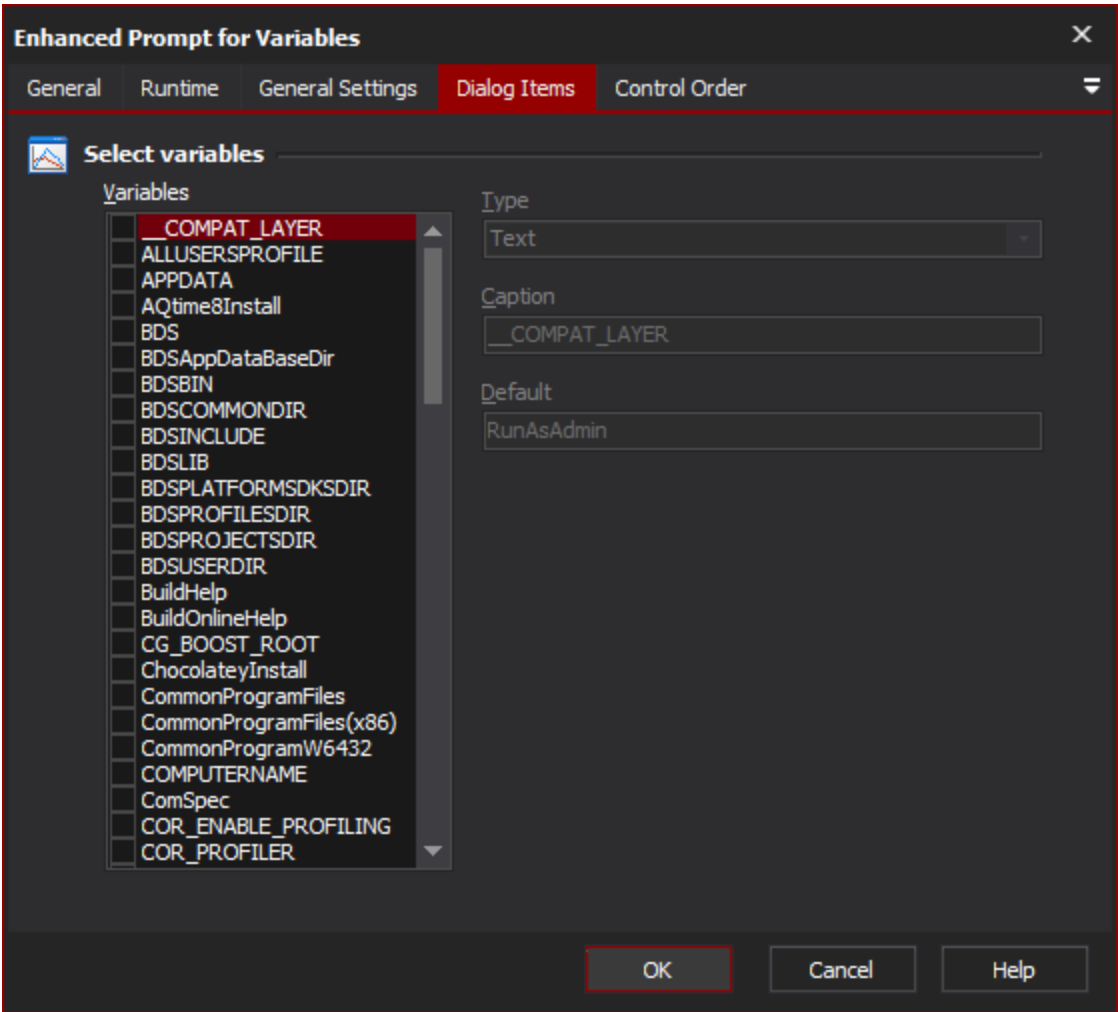 Enhanced Prompt for Variables
General Runtime General Settings Dialog Items Control Order
Select variables
Variables
__COMPAT_LAYER
ALLUSERSPROFILE
APPDATA
AQtime8Install
BDS
BDSAppDataBaseDir
BDSBIN
BDSCOMMONDIR
BDSINCLUDE
BDSLIB
BDSPLATFORMSDKSDIR
BDSPROFILESDIR
BDSPROJECTSDIR
BDSUSERDIR
BuildHelp
BuildOnlineHelp
CG_BOOST_ROOT
ChocolateyInstall
CommonProgramFiles
CommonProgramFiles(x86)
CommonProgramW6432
COMPUTERNAME
ComSpec
COR_ENABLE_PROFILING
COR_PROFILER
Type
Text
Caption
__COMPAT_LAYER
Default
RunAsAdmin
OK Cancel Help